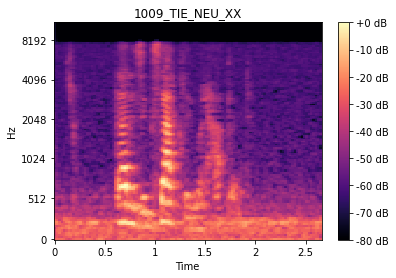 1009_TIE_NEU_XX
+0 dB
8192
-10 dB
4096
-20 dB
-30 dB
2048
Hz
-40 dB
1024
-50 dB
512
-60 dB
-70 dB
0
-80 dB
0 0.5 1 1.5 2 2.5
Time